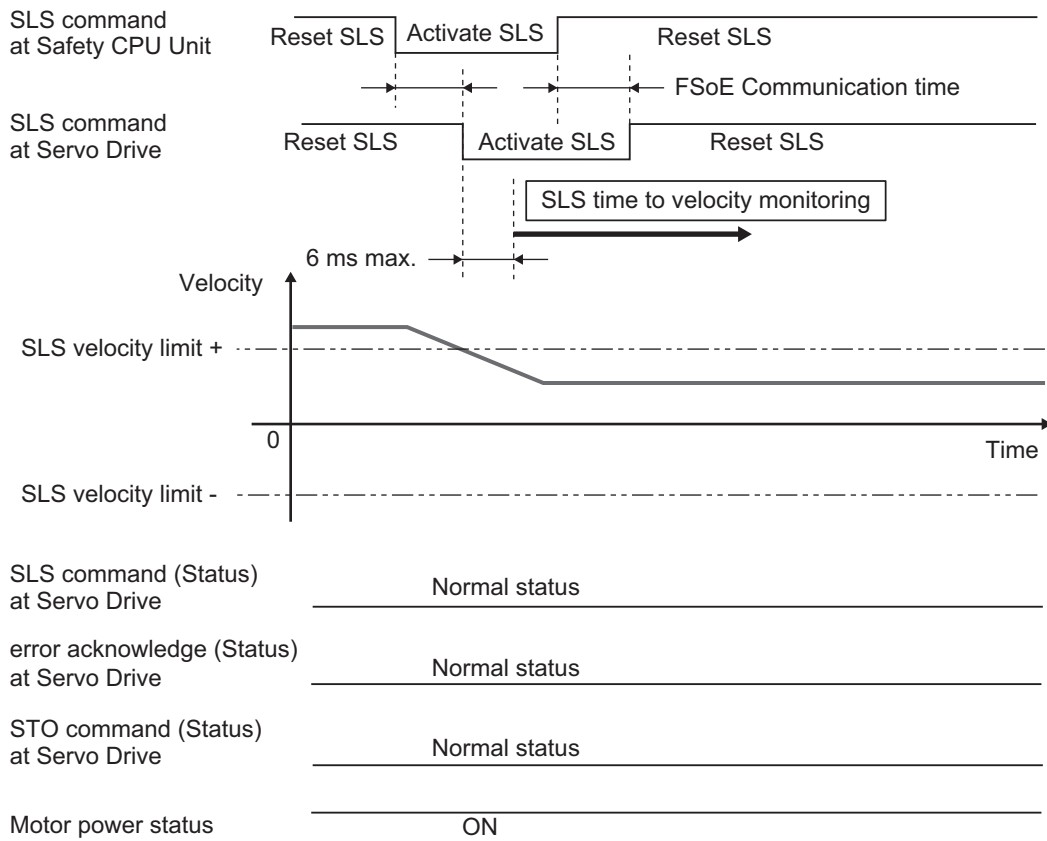 SLS command
at Safety CPU Unit
Reset SLS
Activate SLS
Reset SLS
FSoE Communication time
SLS command
at Servo Drive
Reset SLS
Activate SLS
Reset SLS
SLS time to velocity monitoring
6 ms max.
Velocity
SLS velocity limit +
0
Time
SLS velocity limit -
SLS command (Status)
at Servo Drive
Normal status
error acknowledge (Status)
at Servo Drive
Normal status
STO command (Status)
at Servo Drive
Normal status
Motor power status
ON